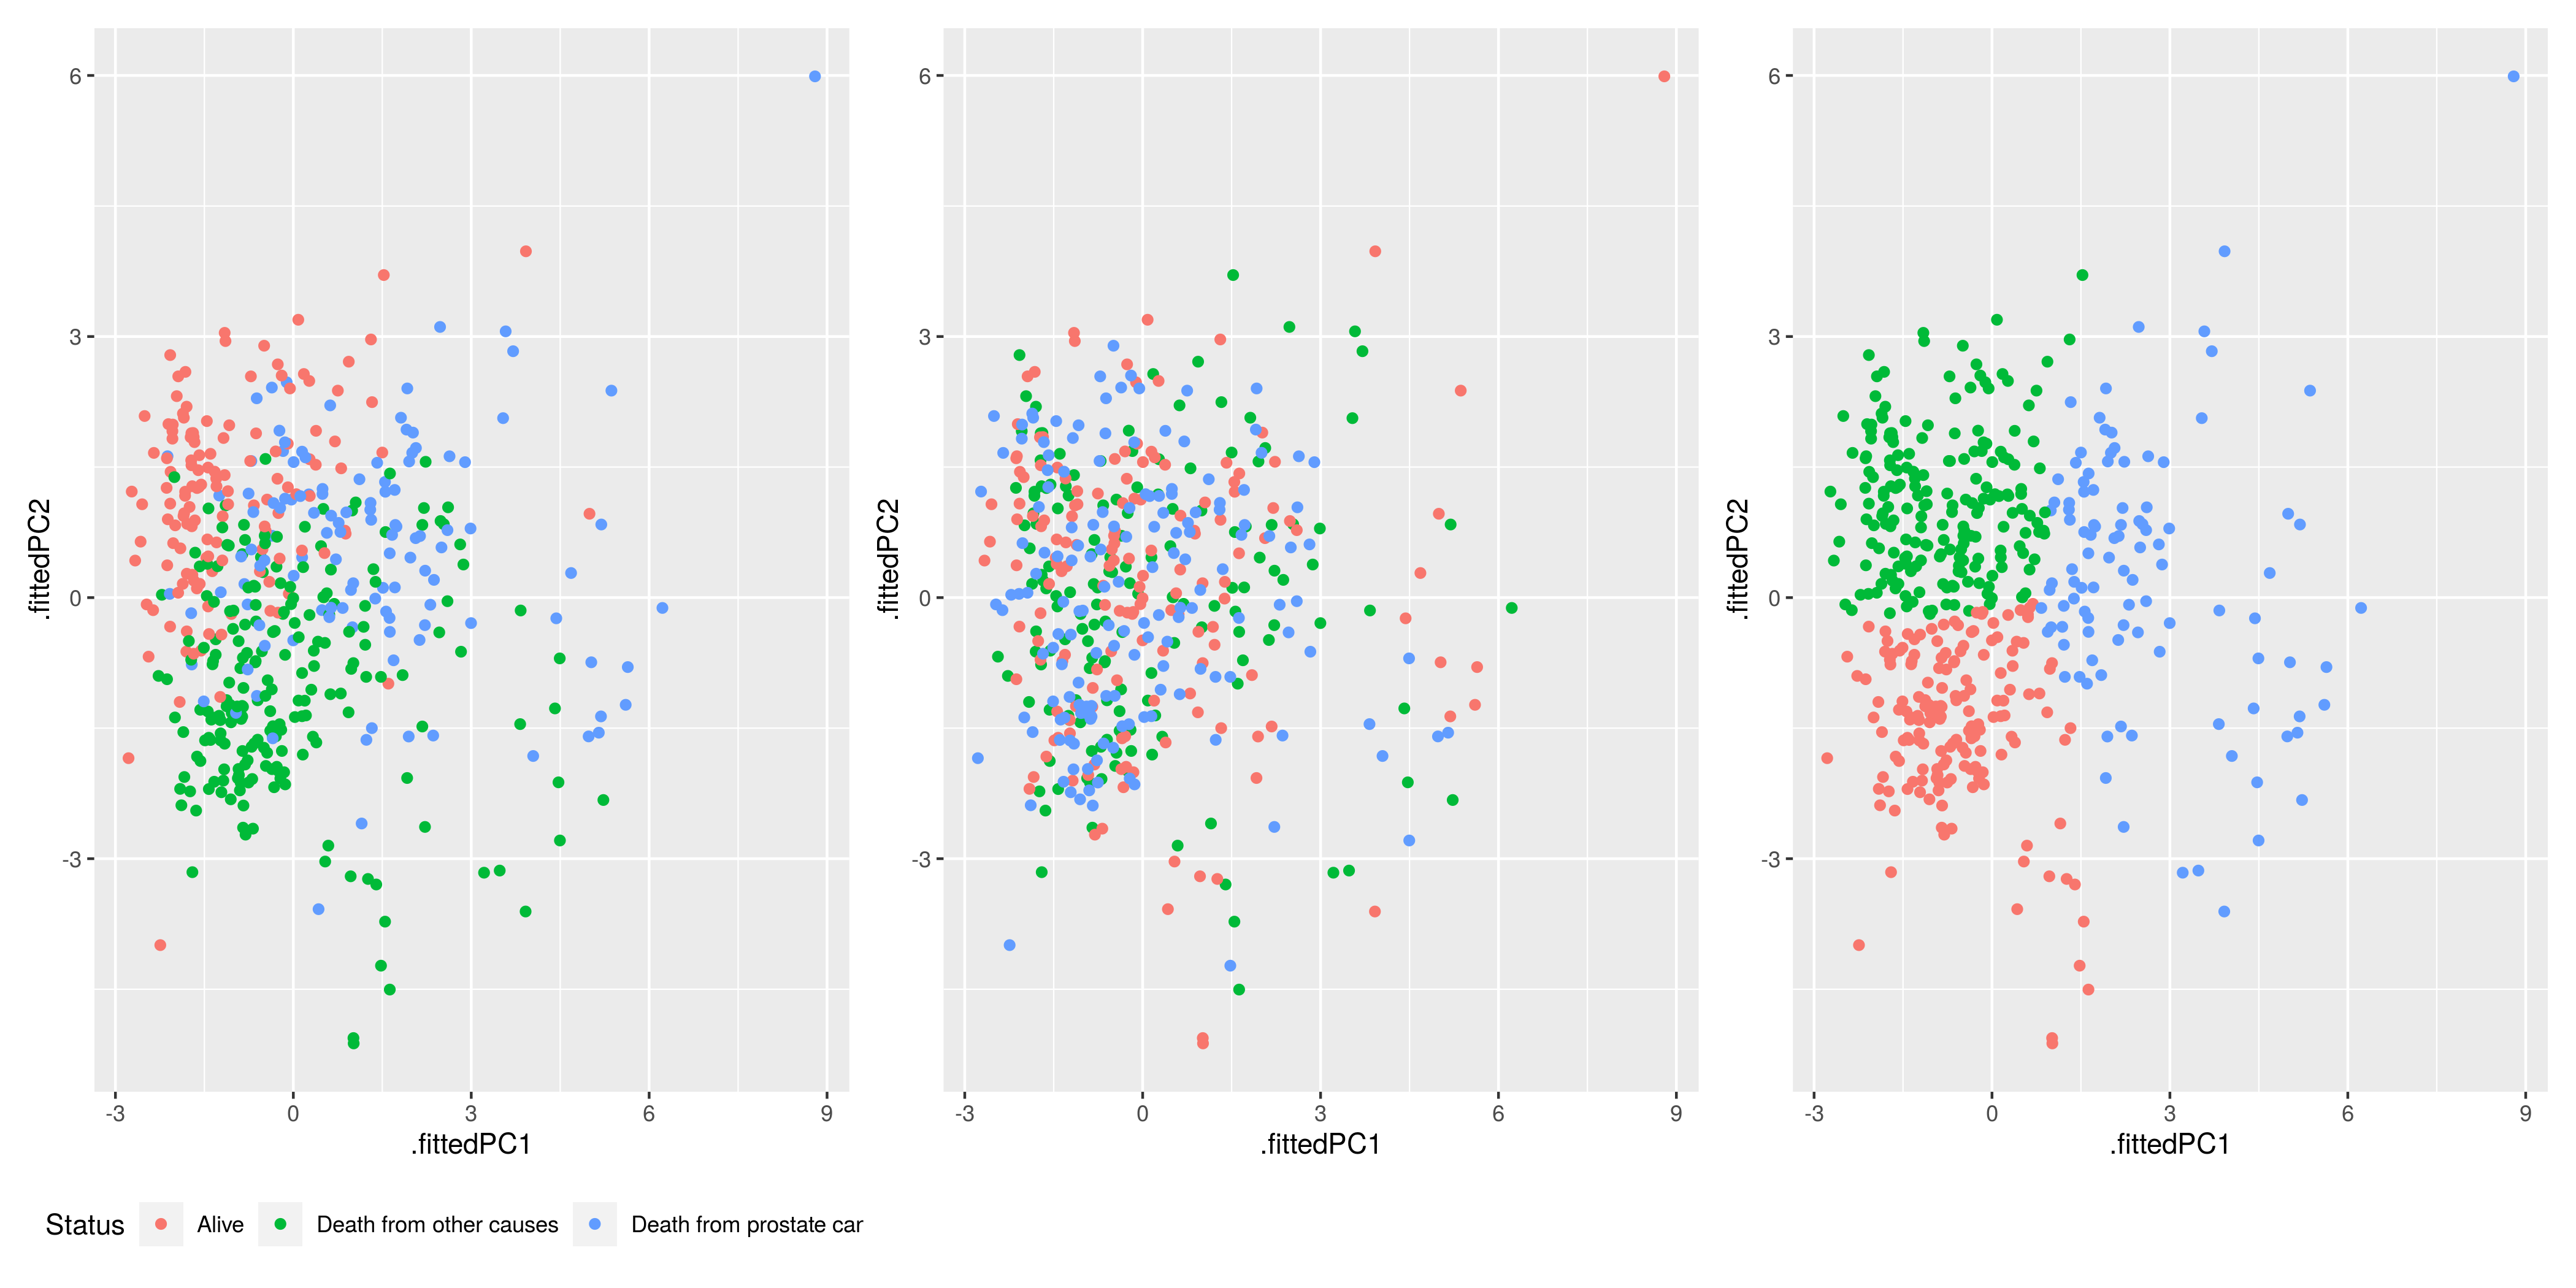 6
3
0
-3
.fittedPC2
-3 0 3 6 9
.fittedPC1
6
3
0
-3
.fittedPC2
-3 0 3 6 9
.fittedPC1
6
3
0
-3
.fittedPC2
-3 0 3 6 9
.fittedPC1
Status Alive Death from other causes Death from prostate car